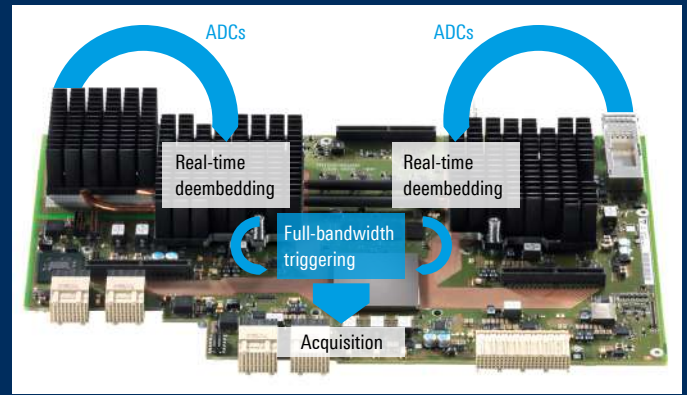 ADCs
ADCs
Real-time
deembedding
Real-time
deembedding
Full-bandwidth
triggering
Acquisition